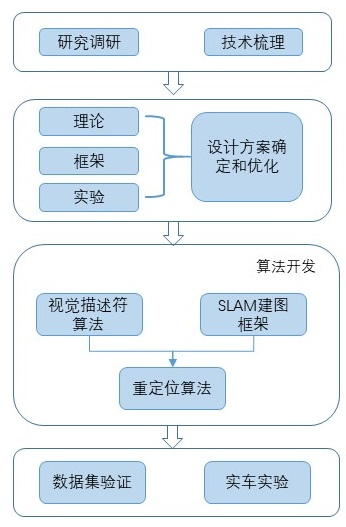 研究调研
技术梳理
理论
框架
实验
设计方案确
定和优化
算法开发
视觉描述符
算法
SLAM建图
框架
重定位算法
数据集验证
实车实验